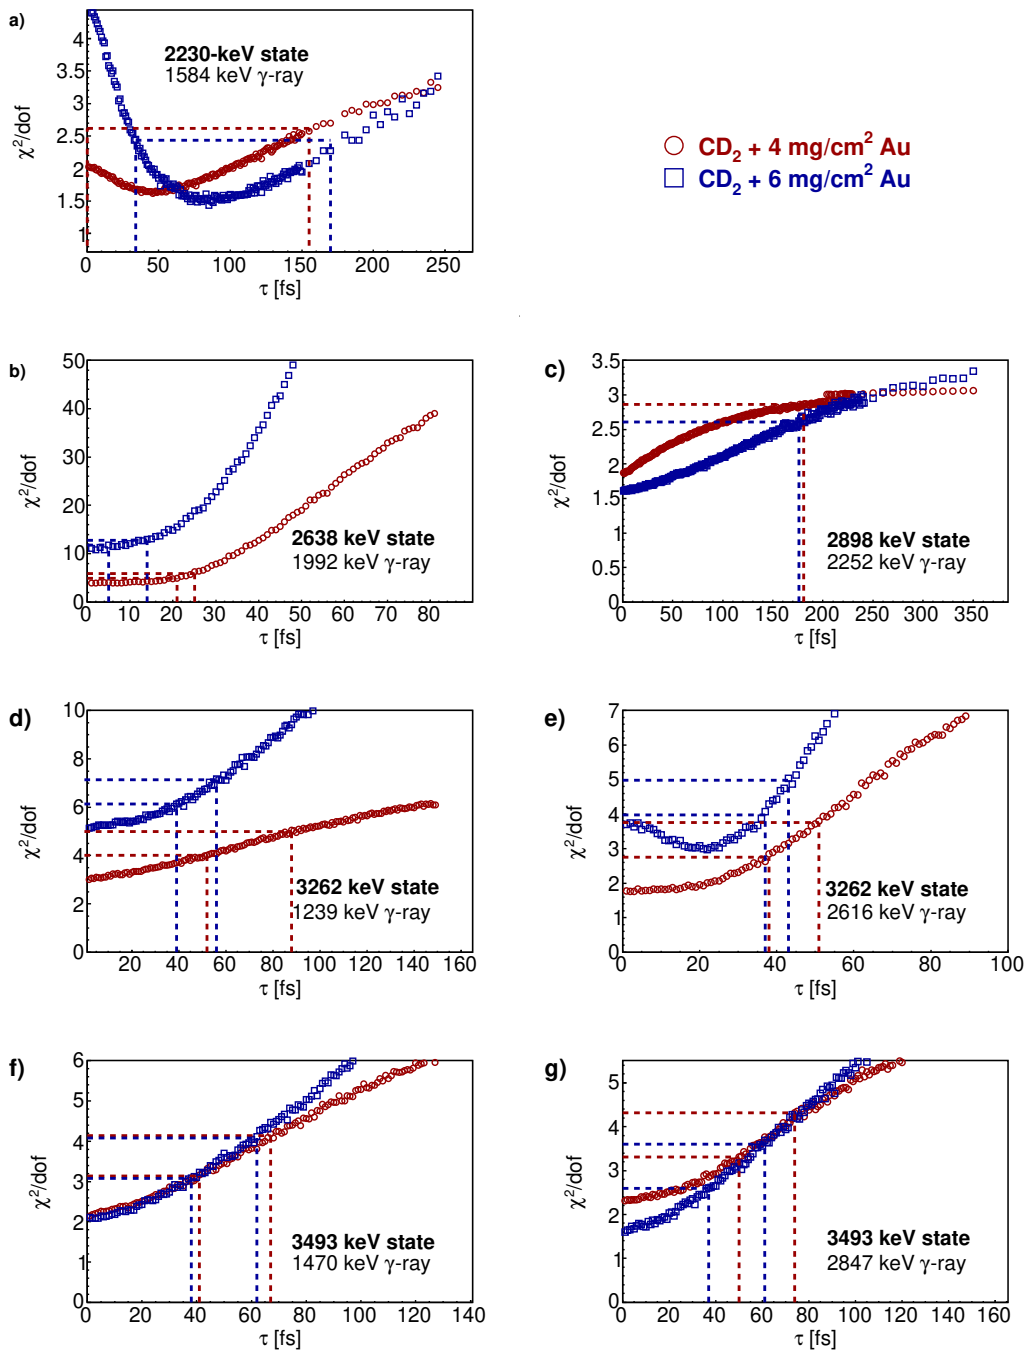 a)
2230-keV state
1584 keV γ-ray
χ²/dof
4
3.5
3
2.5
2
1.5
1
0 50 100 150 200 250
τ [fs]
CD₂ + 4 mg/cm² Au
CD₂ + 6 mg/cm² Au
b)
χ²/dof
50
40
30
20
10
0
2638 keV state
1992 keV γ-ray
0 10 20 30 40 50 60 70 80
τ [fs]
c)
χ²/dof
3.5
3
2.5
2
1.5
1
0.5
0
2898 keV state
2252 keV γ-ray
0 50 100 150 200 250 300 350
τ [fs]
d)
χ²/dof
10
8
6
4
2
0
3262 keV state
1239 keV γ-ray
20 40 60 80 100 120 140 160
τ [fs]
e)
χ²/dof
7
6
5
4
3
2
1
0
3262 keV state
2616 keV γ-ray
0 20 40 60 80 100
τ [fs]
f)
χ²/dof
6
5
4
3
2
1
0
3493 keV state
1470 keV γ-ray
0 20 40 60 80 100 120 140
τ [fs]
g)
χ²/dof
5
4
3
2
1
0
3493 keV state
2847 keV γ-ray
0 20 40 60 80 100 120 140 160
τ [fs]